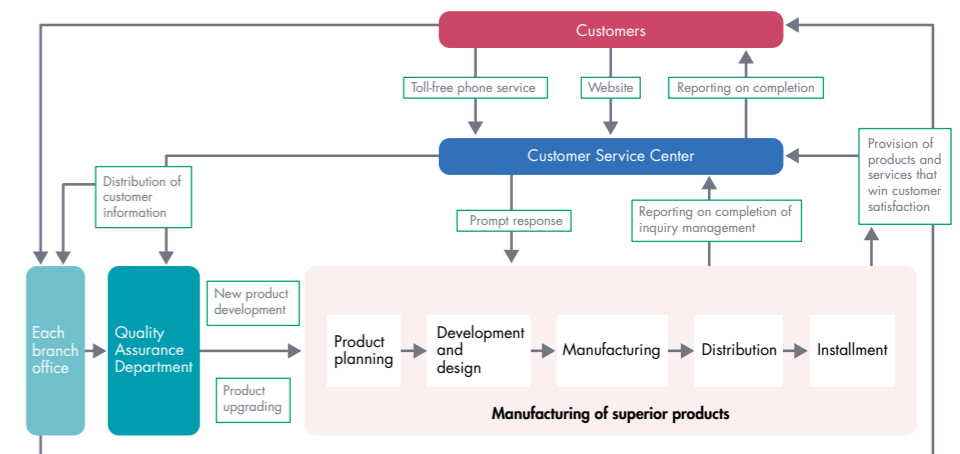 Customers
Toll-free phone service
Website
Reporting on completion
Customer Service Center
Provision of
products and
services that
win customer
satisfaction
Distribution of
customer
information
Prompt response
Reporting on completion of
inquiry management
Each
branch
office
Quality
Assurance
Department
New product
development
Product
upgrading
Product
planning
Development
and
design
Manufacturing
Distribution
Installment
Manufacturing of superior products